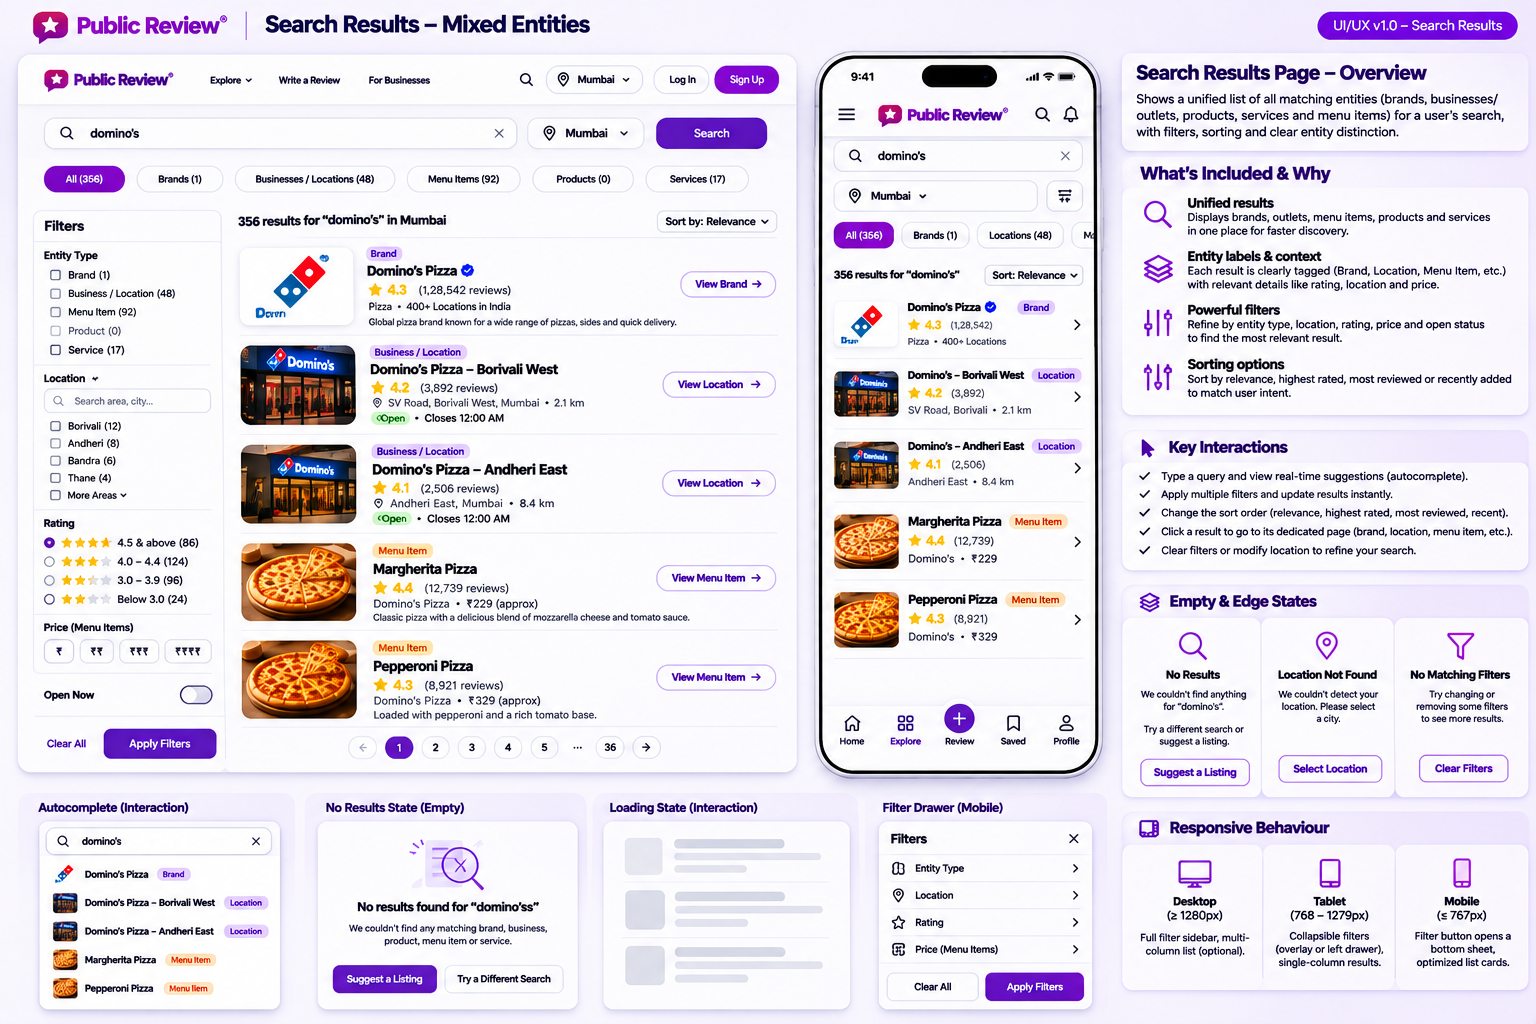 Public Review®
Search Results – Mixed Entities
UI/UX v1.0 – Search Results
Public Review®
Explore
Write a Review
For Businesses
Mumbai
Log In
Sign Up
domino's
Mumbai
Search
All (356)
Brands (1)
Businesses / Locations (48)
Menu Items (92)
Products (0)
Services (17)
Filters
Entity Type
Brand (1)
Business / Location (48)
Menu Item (92)
Product (0)
Service (17)
Location
Search area, city...
Borivali (12)
Andheri (8)
Bandra (6)
Thane (4)
More Areas
Rating
4.5 & above (86)
4.0 – 4.4 (124)
3.0 – 3.9 (96)
Below 3.0 (24)
Price (Menu Items)
₹
₹₹
₹₹₹
₹₹₹₹
Open Now
Clear All
Apply Filters
356 results for “domino's” in Mumbai
Sort by: Relevance
Brand
Domino's Pizza
4.3 (1,28,542 reviews)
Pizza • 400+ Locations in India
Global pizza brand known for a wide range of pizzas, sides and quick delivery.
View Brand →
Business / Location
Domino's Pizza – Borivali West
4.2 (3,892 reviews)
SV Road, Borivali West, Mumbai • 2.1 km
Open • Closes 12:00 AM
View Location →
Business / Location
Domino's Pizza – Andheri East
4.1 (2,506 reviews)
Andheri East, Mumbai • 8.4 km
Open • Closes 12:00 AM
View Location →
Menu Item
Margherita Pizza
4.4 (12,739 reviews)
Domino's Pizza • ₹229 (approx)
Classic pizza with a delicious blend of mozzarella cheese and tomato sauce.
View Menu Item →
Menu Item
Pepperoni Pizza
4.3 (8,921 reviews)
Domino's Pizza • ₹329 (approx)
Loaded with pepperoni and a rich tomato base.
View Menu Item →
← 1 2 3 4 5 ... 36 →
9:41
Public Review®
domino's
Mumbai
All (356)
Brands (1)
Locations (48)
356 results for “domino's”
Sort: Relevance
Domino's Pizza
Brand
4.3 (1,28,542)
Pizza • 400+ Locations
Domino's – Borivali West
Location
4.2 (3,892)
SV Road, Borivali • 2.1 km
Domino's – Andheri East
Location
4.1 (2,506)
Andheri East • 8.4 km
Margherita Pizza
Menu Item
4.4 (12,739)
Domino's • ₹229
Pepperoni Pizza
Menu Item
4.3 (8,921)
Domino's • ₹329
Home
Explore
Review
Saved
Profile
Search Results Page – Overview
Shows a unified list of all matching entities (brands, businesses/
outlets, products, services and menu items) for a user's search,
with filters, sorting and clear entity distinction.
What's Included & Why
Unified results
Displays brands, outlets, menu items, products and services
in one place for faster discovery.
Entity labels & context
Each result is clearly tagged (Brand, Location, Menu Item, etc.)
with relevant details like rating, location and price.
Powerful filters
Refine by entity type, location, rating, price and open status
to find the most relevant result.
Sorting options
Sort by relevance, highest rated, most reviewed or recently added
to match user intent.
Key Interactions
Type a query and view real-time suggestions (autocomplete).
Apply multiple filters and update results instantly.
Change the sort order (relevance, highest rated, most reviewed, recent).
Click a result to go to its dedicated page (brand, location, menu item, etc.).
Clear filters or modify location to refine your search.
Empty & Edge States
No Results
We couldn't find anything
for “domino's”.
Try a different search or
suggest a listing.
Suggest a Listing
Location Not Found
We couldn't detect your
location. Please select
a city.
Select Location
No Matching Filters
Try changing or
removing some filters
to see more results.
Clear Filters
Responsive Behaviour
Desktop
(≥ 1280px)
Full filter sidebar, multi-
column list (optional).
Tablet
(768 – 1279px)
Collapsible filters
(overlay or left drawer),
single-column results.
Mobile
(≤ 767px)
Filter button opens a
bottom sheet,
optimized list cards.
Autocomplete (Interaction)
domino's
Domino's Pizza
Brand
Domino's Pizza – Borivali West
Location
Domino's Pizza – Andheri East
Location
Margherita Pizza
Menu Item
Pepperoni Pizza
Menu Item
No Results State (Empty)
No results found for “domino'ss”
We couldn't find any matching brand, business,
product, menu item or service.
Suggest a Listing
Try a Different Search
Loading State (Interaction)
Filter Drawer (Mobile)
Filters
Entity Type
Location
Rating
Price (Menu Items)
Clear All
Apply Filters